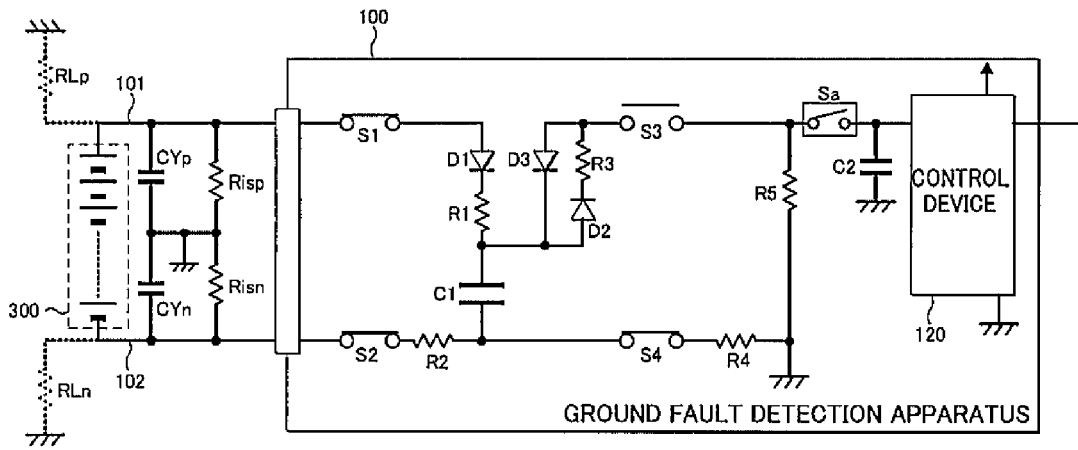 100
RLp
101
Sa
S1
S3
CYp
D1
D3
R3
Risp
C2
CONTROL
DEVICE
R1
R5
D2
C1
300
CYn
Risn
120
S2
R2
S4
R4
102
RLn
GROUND FAULT DETECTION APPARATUS